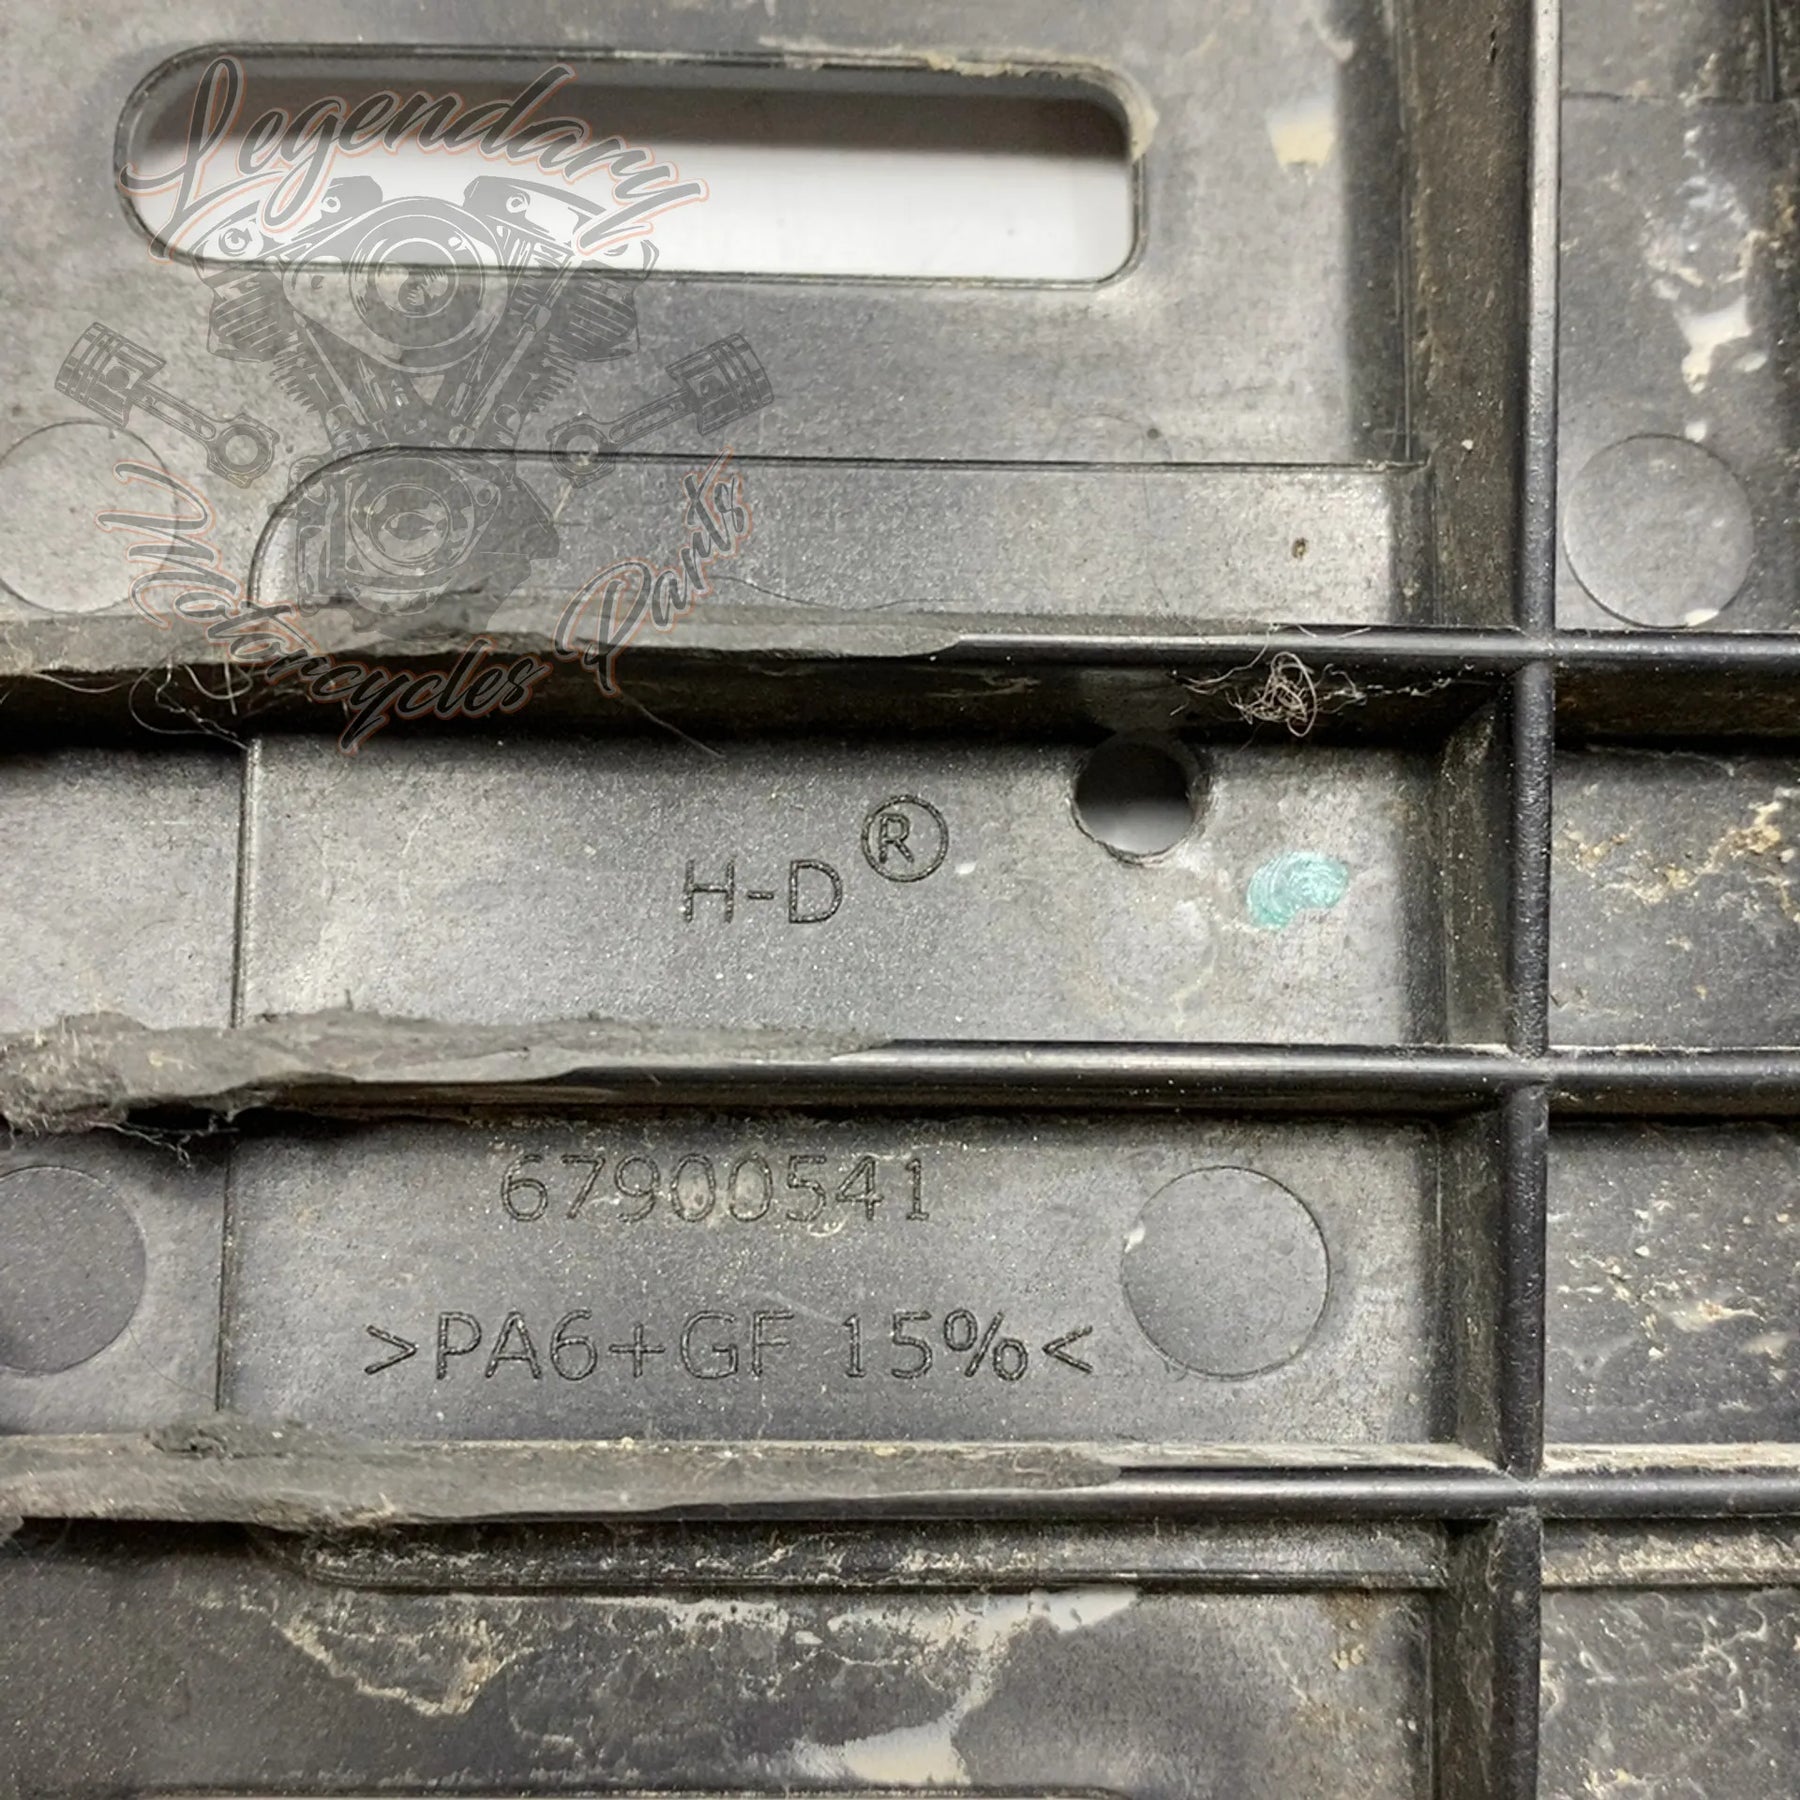 Legendary
Motorcycles Parts
H-D®
67900541
>PA6+GF 15%<